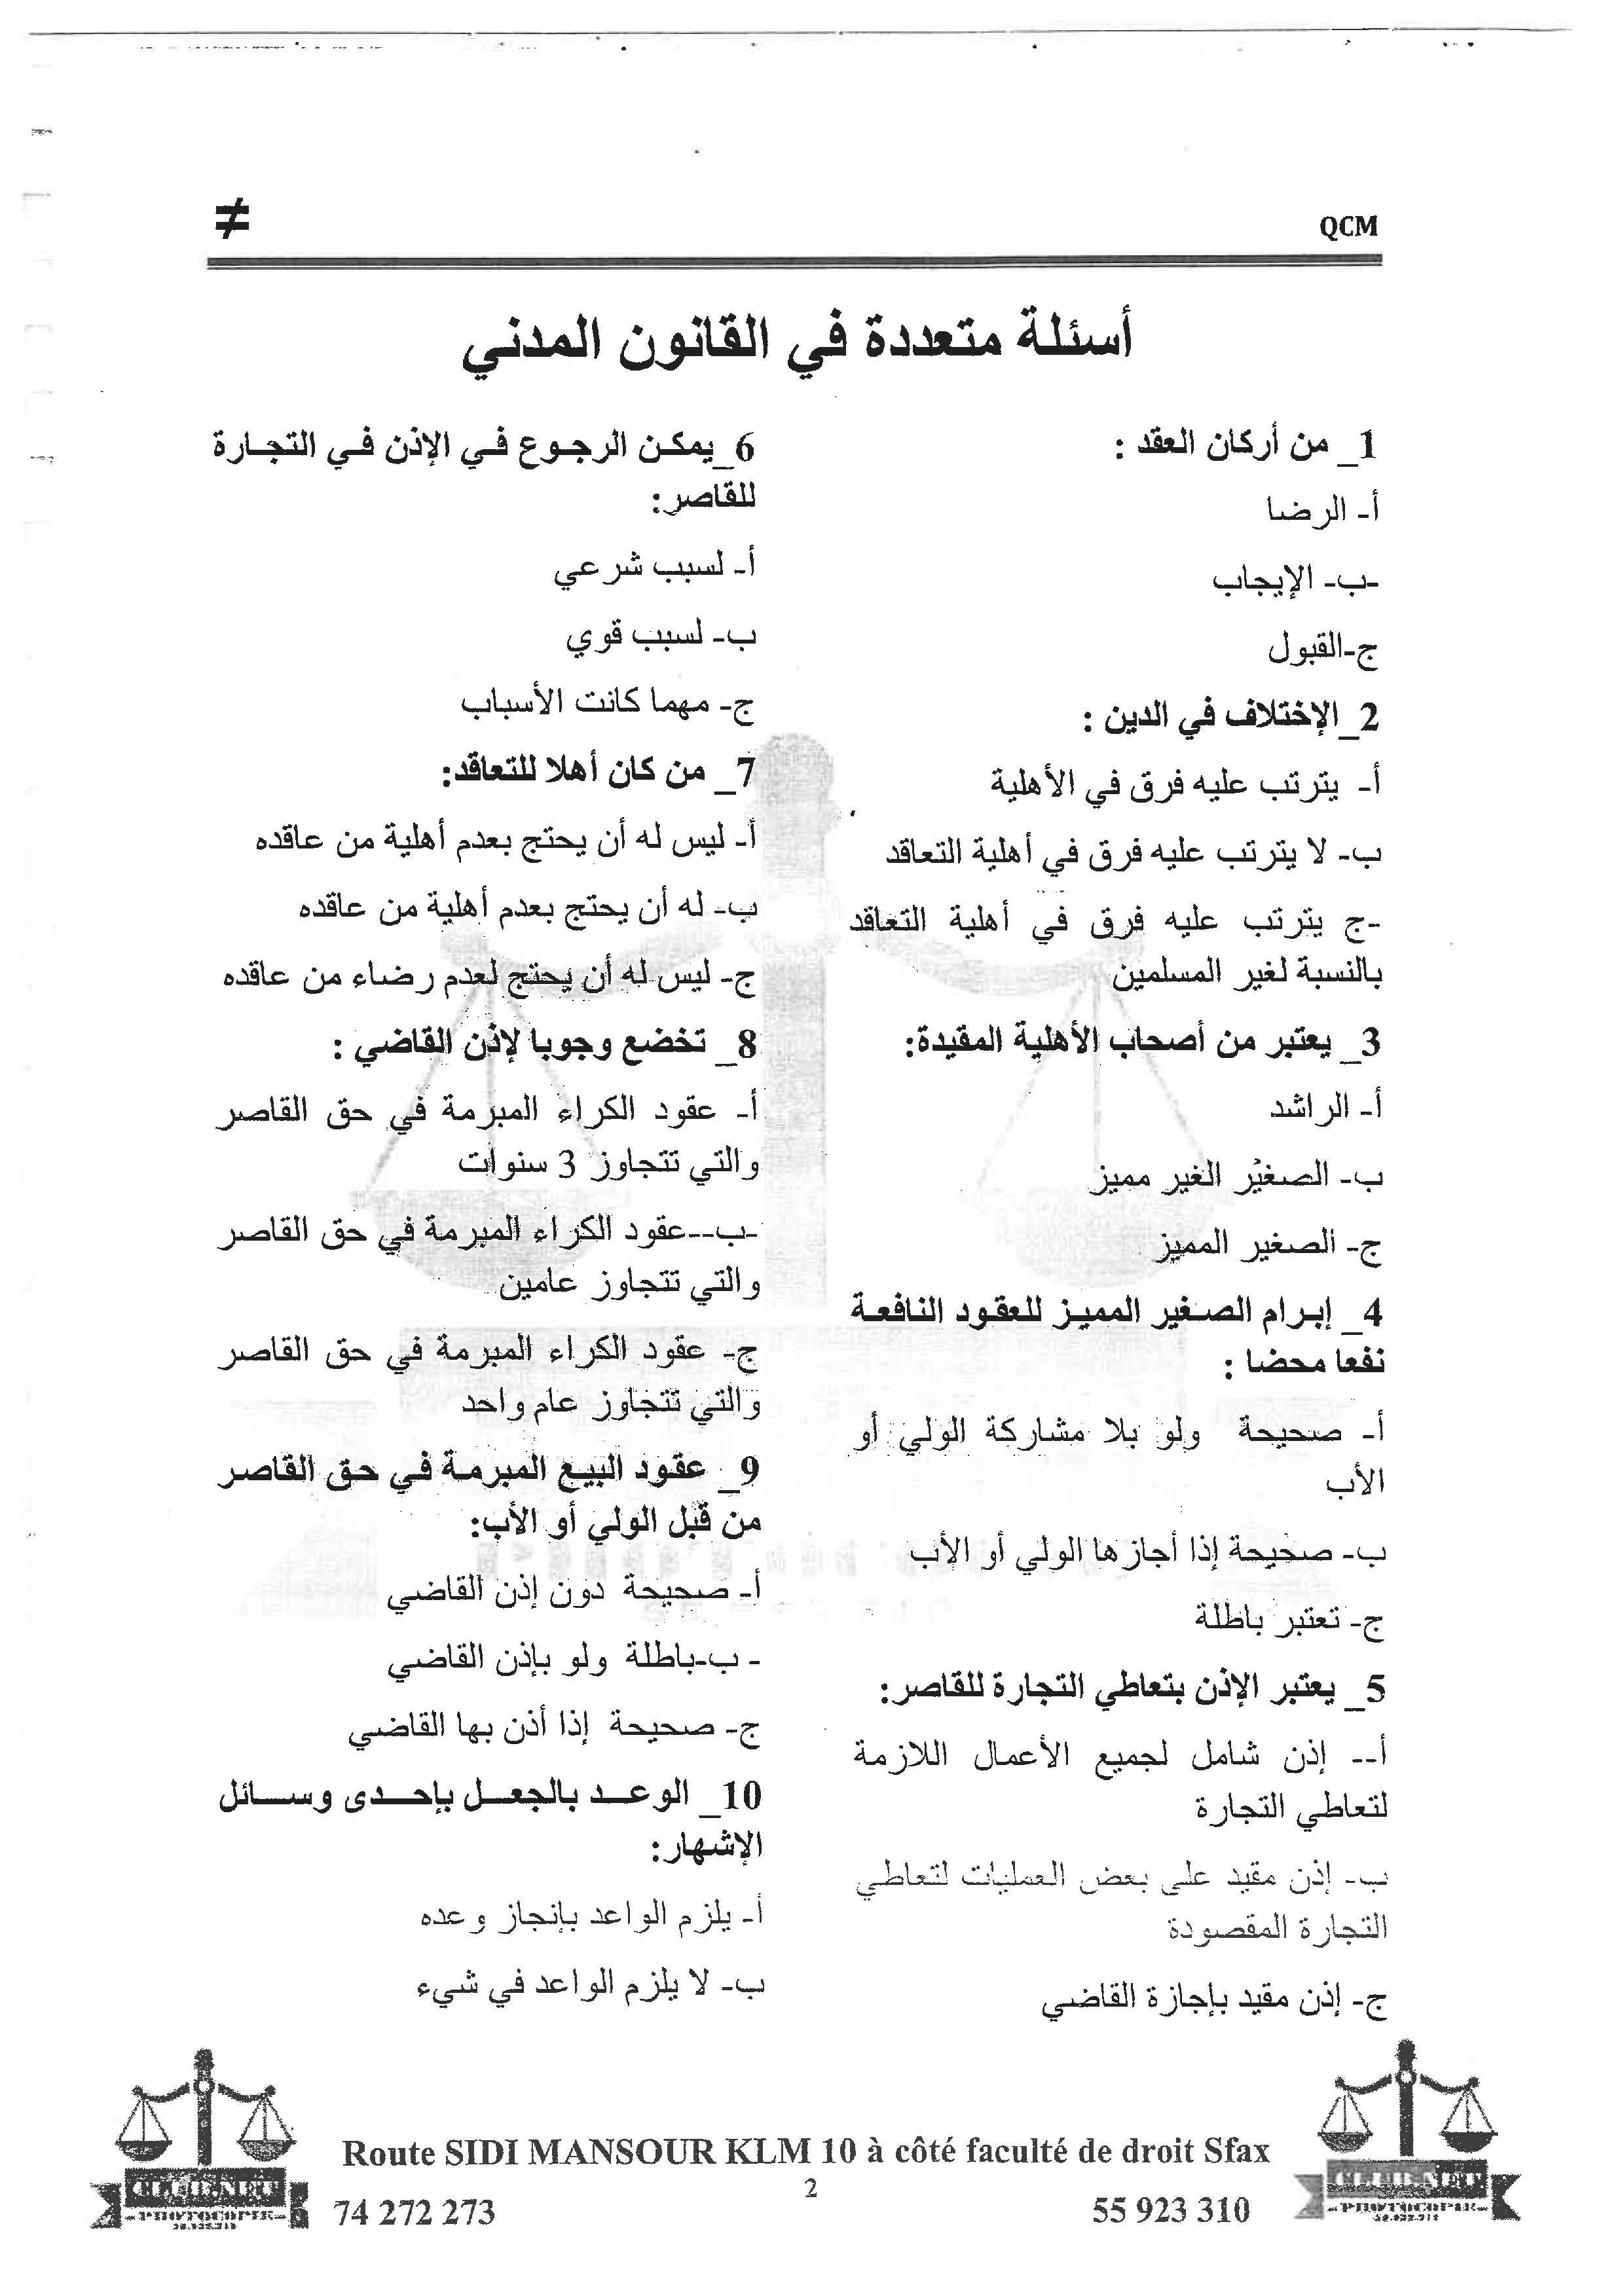 QCM
≠
أسئلة متعددة في القانون المدني
1_ من أركان العقد :
أ- الرضا
-ب- الإيجاب
ج-القبول
2_ الإختلاف في الدين :
أ- يترتب عليه فرق في الأهلية
ب- لا يترتب عليه فرق في أهلية التعاقد
-ج يترتب عليه فرق في أهلية التعاقد
بالنسبة لغير المسلمين
3_ يعتبر من أصحاب الأهلية المقيدة:
أ- الراشد
ب- الصغير الغير مميز
ج- الصغير المميز
4_ إبرام الصغير المميز للعقود النافعة
نفعا محضا :
أ- صحيحة ولو بلا مشاركة الولي أو
الأب
ب- صحيحة إذا أجازها الولي أو الأب
ج- تعتبر باطلة
5_ يعتبر الإذن بتعاطي التجارة للقاصر:
أ-- إذن شامل لجميع الأعمال اللازمة
لتعاطي التجارة
ب- إذن مقيد على بعض العمليات لتعاطي
التجارة المقصودة
ج- إذن مقيد بإجازة القاضي
6_يمكن الرجوع في الإذن في التجارة
للقاصر:
أ- لسبب شرعي
ب- لسبب قوي
ج- مهما كانت الأسباب
7_ من كان أهلا للتعاقد:
أ- ليس له أن يحتج بعدم أهلية من عاقده
ب- له أن يحتج بعدم أهلية من عاقده
ج- ليس له أن يحتج لعدم رضاء من عاقده
8_ تخضع وجوبا لإذن القاضي :
أ- عقود الكراء المبرمة في حق القاصر
والتي تتجاوز 3 سنوات
-ب--عقود الكراء المبرمة في حق القاصر
والتي تتجاوز عامين
ج- عقود الكراء المبرمة في حق القاصر
والتي تتجاوز عام واحد
9_ عقود البيع المبرمة في حق القاصر
من قبل الولي أو الأب:
أ- صحيحة دون إذن القاضي
- ب-باطلة ولو بإذن القاضي
ج- صحيحة إذا أذن بها القاضي
10_ الوعد بالجعل بإحدى وسائل
الإشهار:
أ- يلزم الواعد بإنجاز وعده
ب- لا يلزم الواعد في شيء
Route SIDI MANSOUR KLM 10 à côté faculté de droit Sfax
2
74 272 273
55 923 310
CLUB NET
PHOTOCOPIE
CLUB NET
PHOTOCOPIE